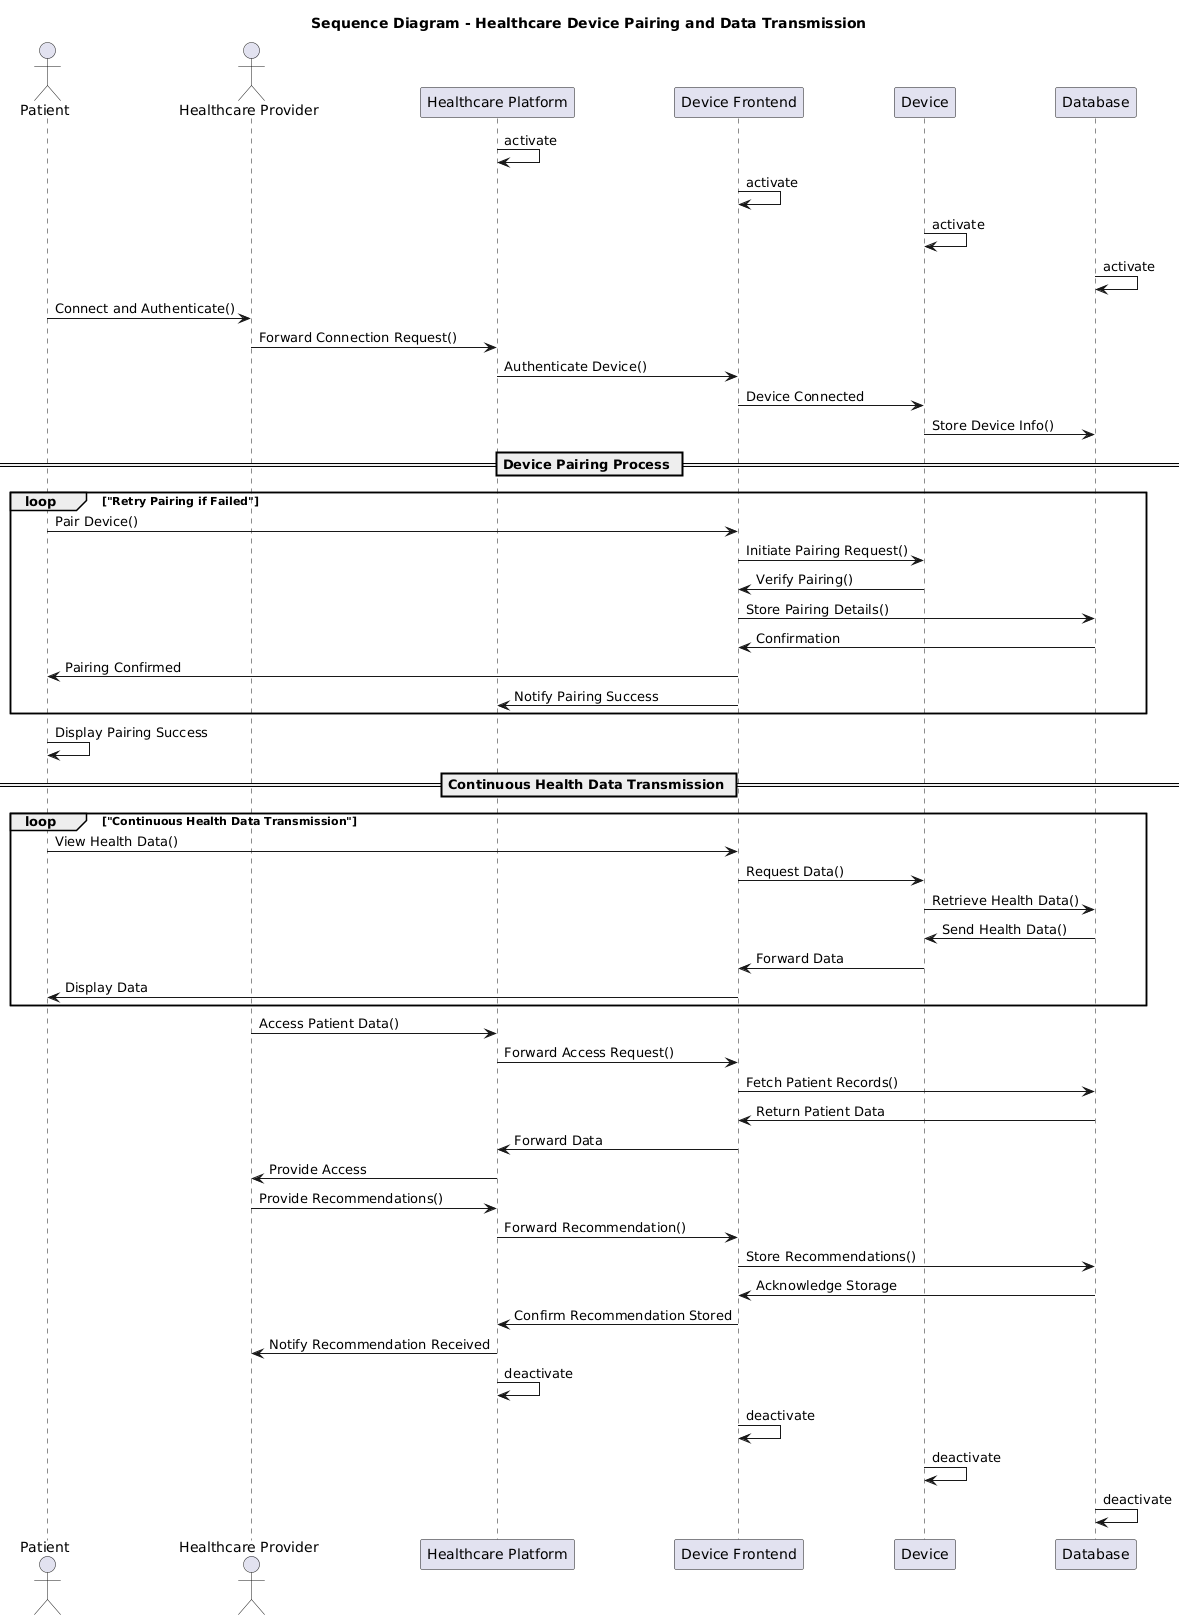 Sequence Diagram - Healthcare Device Pairing and Data Transmission
Patient
Healthcare Provider
Healthcare Platform
Device Frontend
Device
Database
activate
activate
activate
activate
Connect and Authenticate()
Forward Connection Request()
Authenticate Device()
Device Connected
Store Device Info()
Device Pairing Process
loop ["Retry Pairing if Failed"]
Pair Device()
Initiate Pairing Request()
Verify Pairing()
Store Pairing Details()
Confirmation
Pairing Confirmed
Notify Pairing Success
Display Pairing Success
Continuous Health Data Transmission
loop ["Continuous Health Data Transmission"]
View Health Data()
Request Data()
Retrieve Health Data()
Send Health Data()
Forward Data
Display Data
Access Patient Data()
Forward Access Request()
Fetch Patient Records()
Return Patient Data
Forward Data
Provide Access
Provide Recommendations()
Forward Recommendation()
Store Recommendations()
Acknowledge Storage
Confirm Recommendation Stored
Notify Recommendation Received
deactivate
deactivate
deactivate
deactivate
Patient
Healthcare Provider
Healthcare Platform
Device Frontend
Device
Database